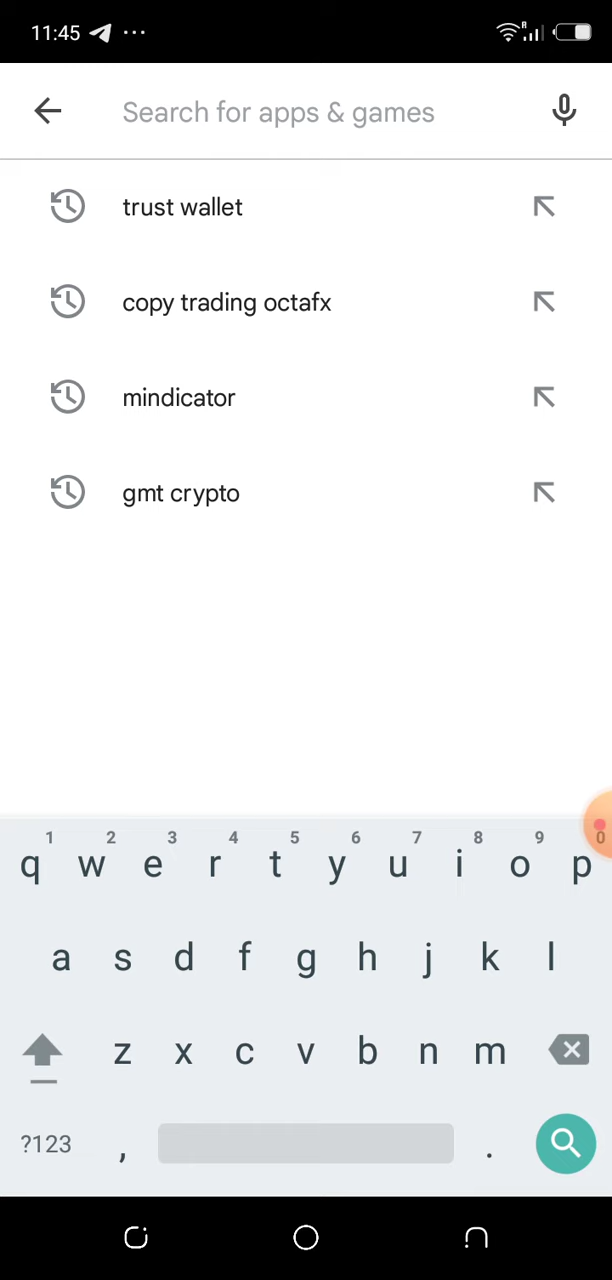 11:45
Search for apps & games
trust wallet
copy trading octafx
mindicator
gmt crypto
1 2 3 4 5 6 7 8 9 0
q w e r t y u i o p
a s d f g h j k l
z x c v b n m
?123 , .